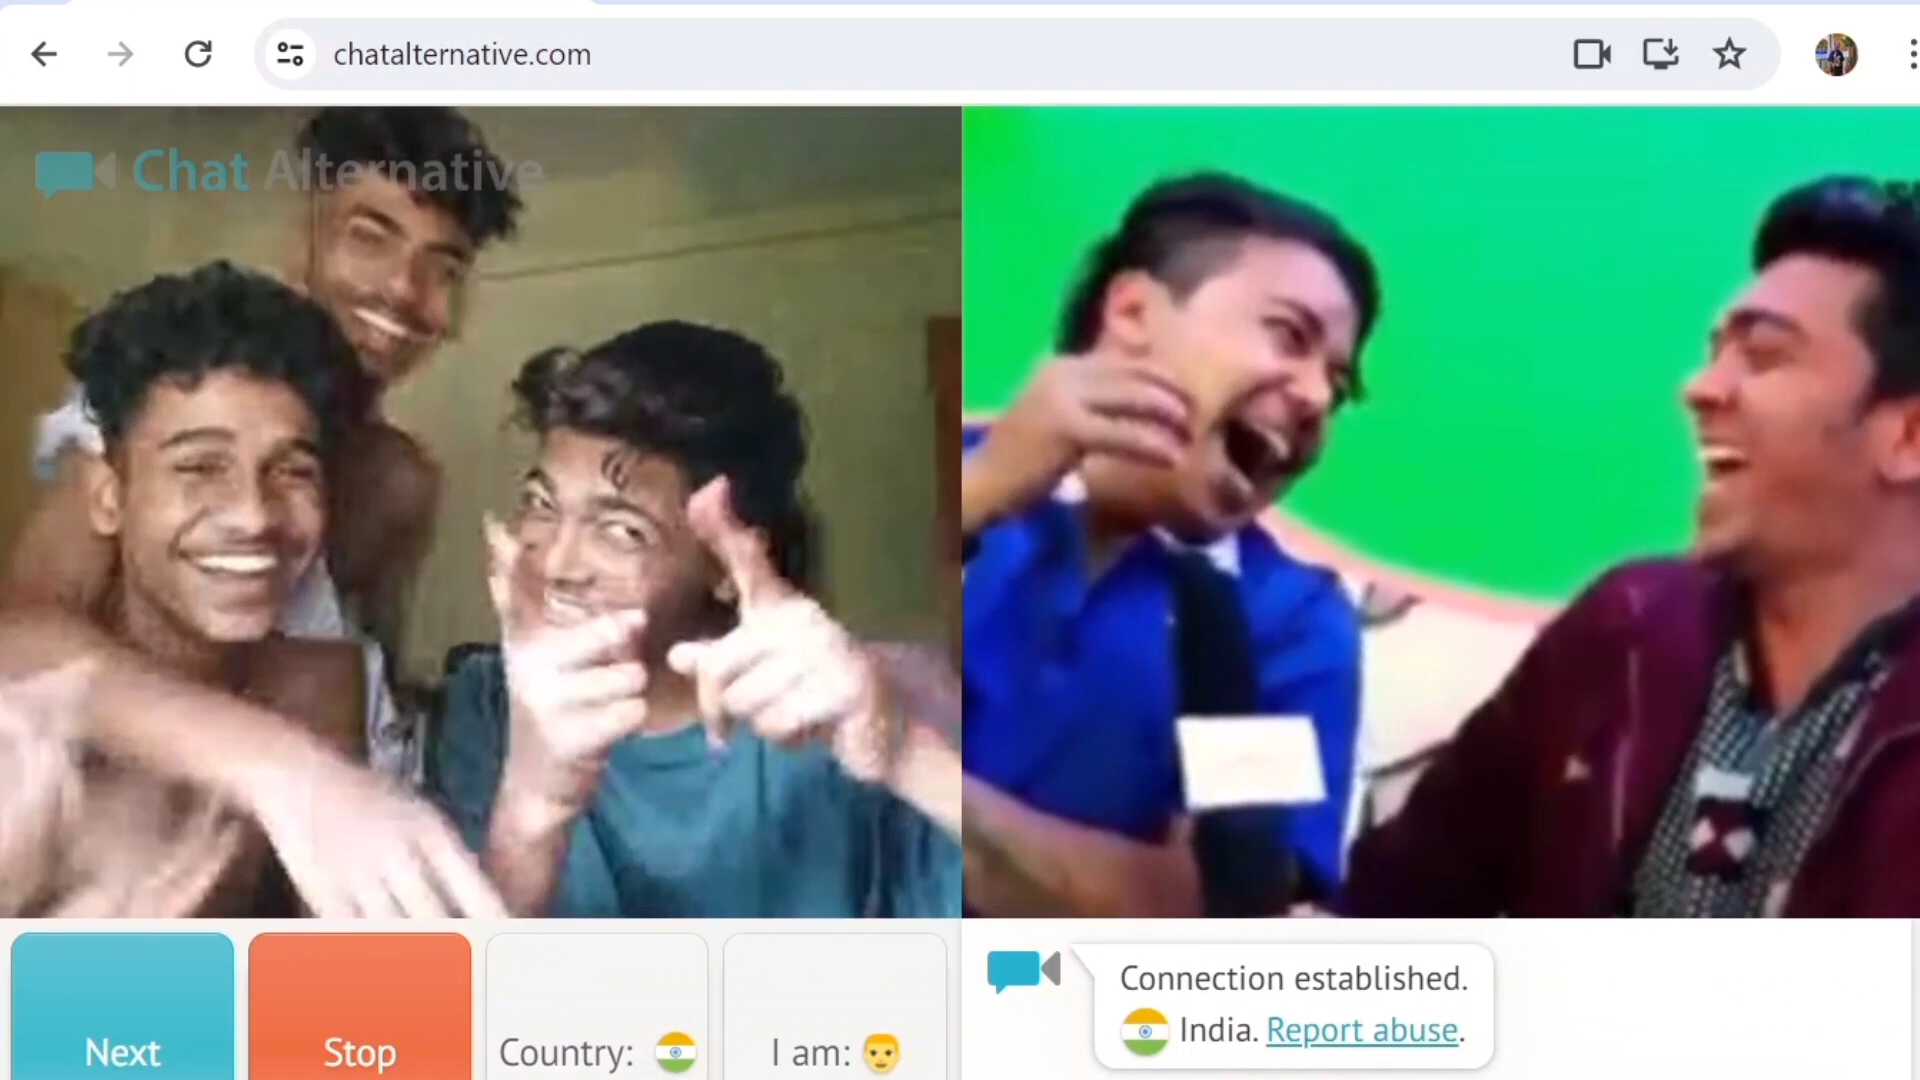 chatalternative.com
Chat Alternative
Next
Stop
Country:
I am:
Connection established.
India. Report abuse.